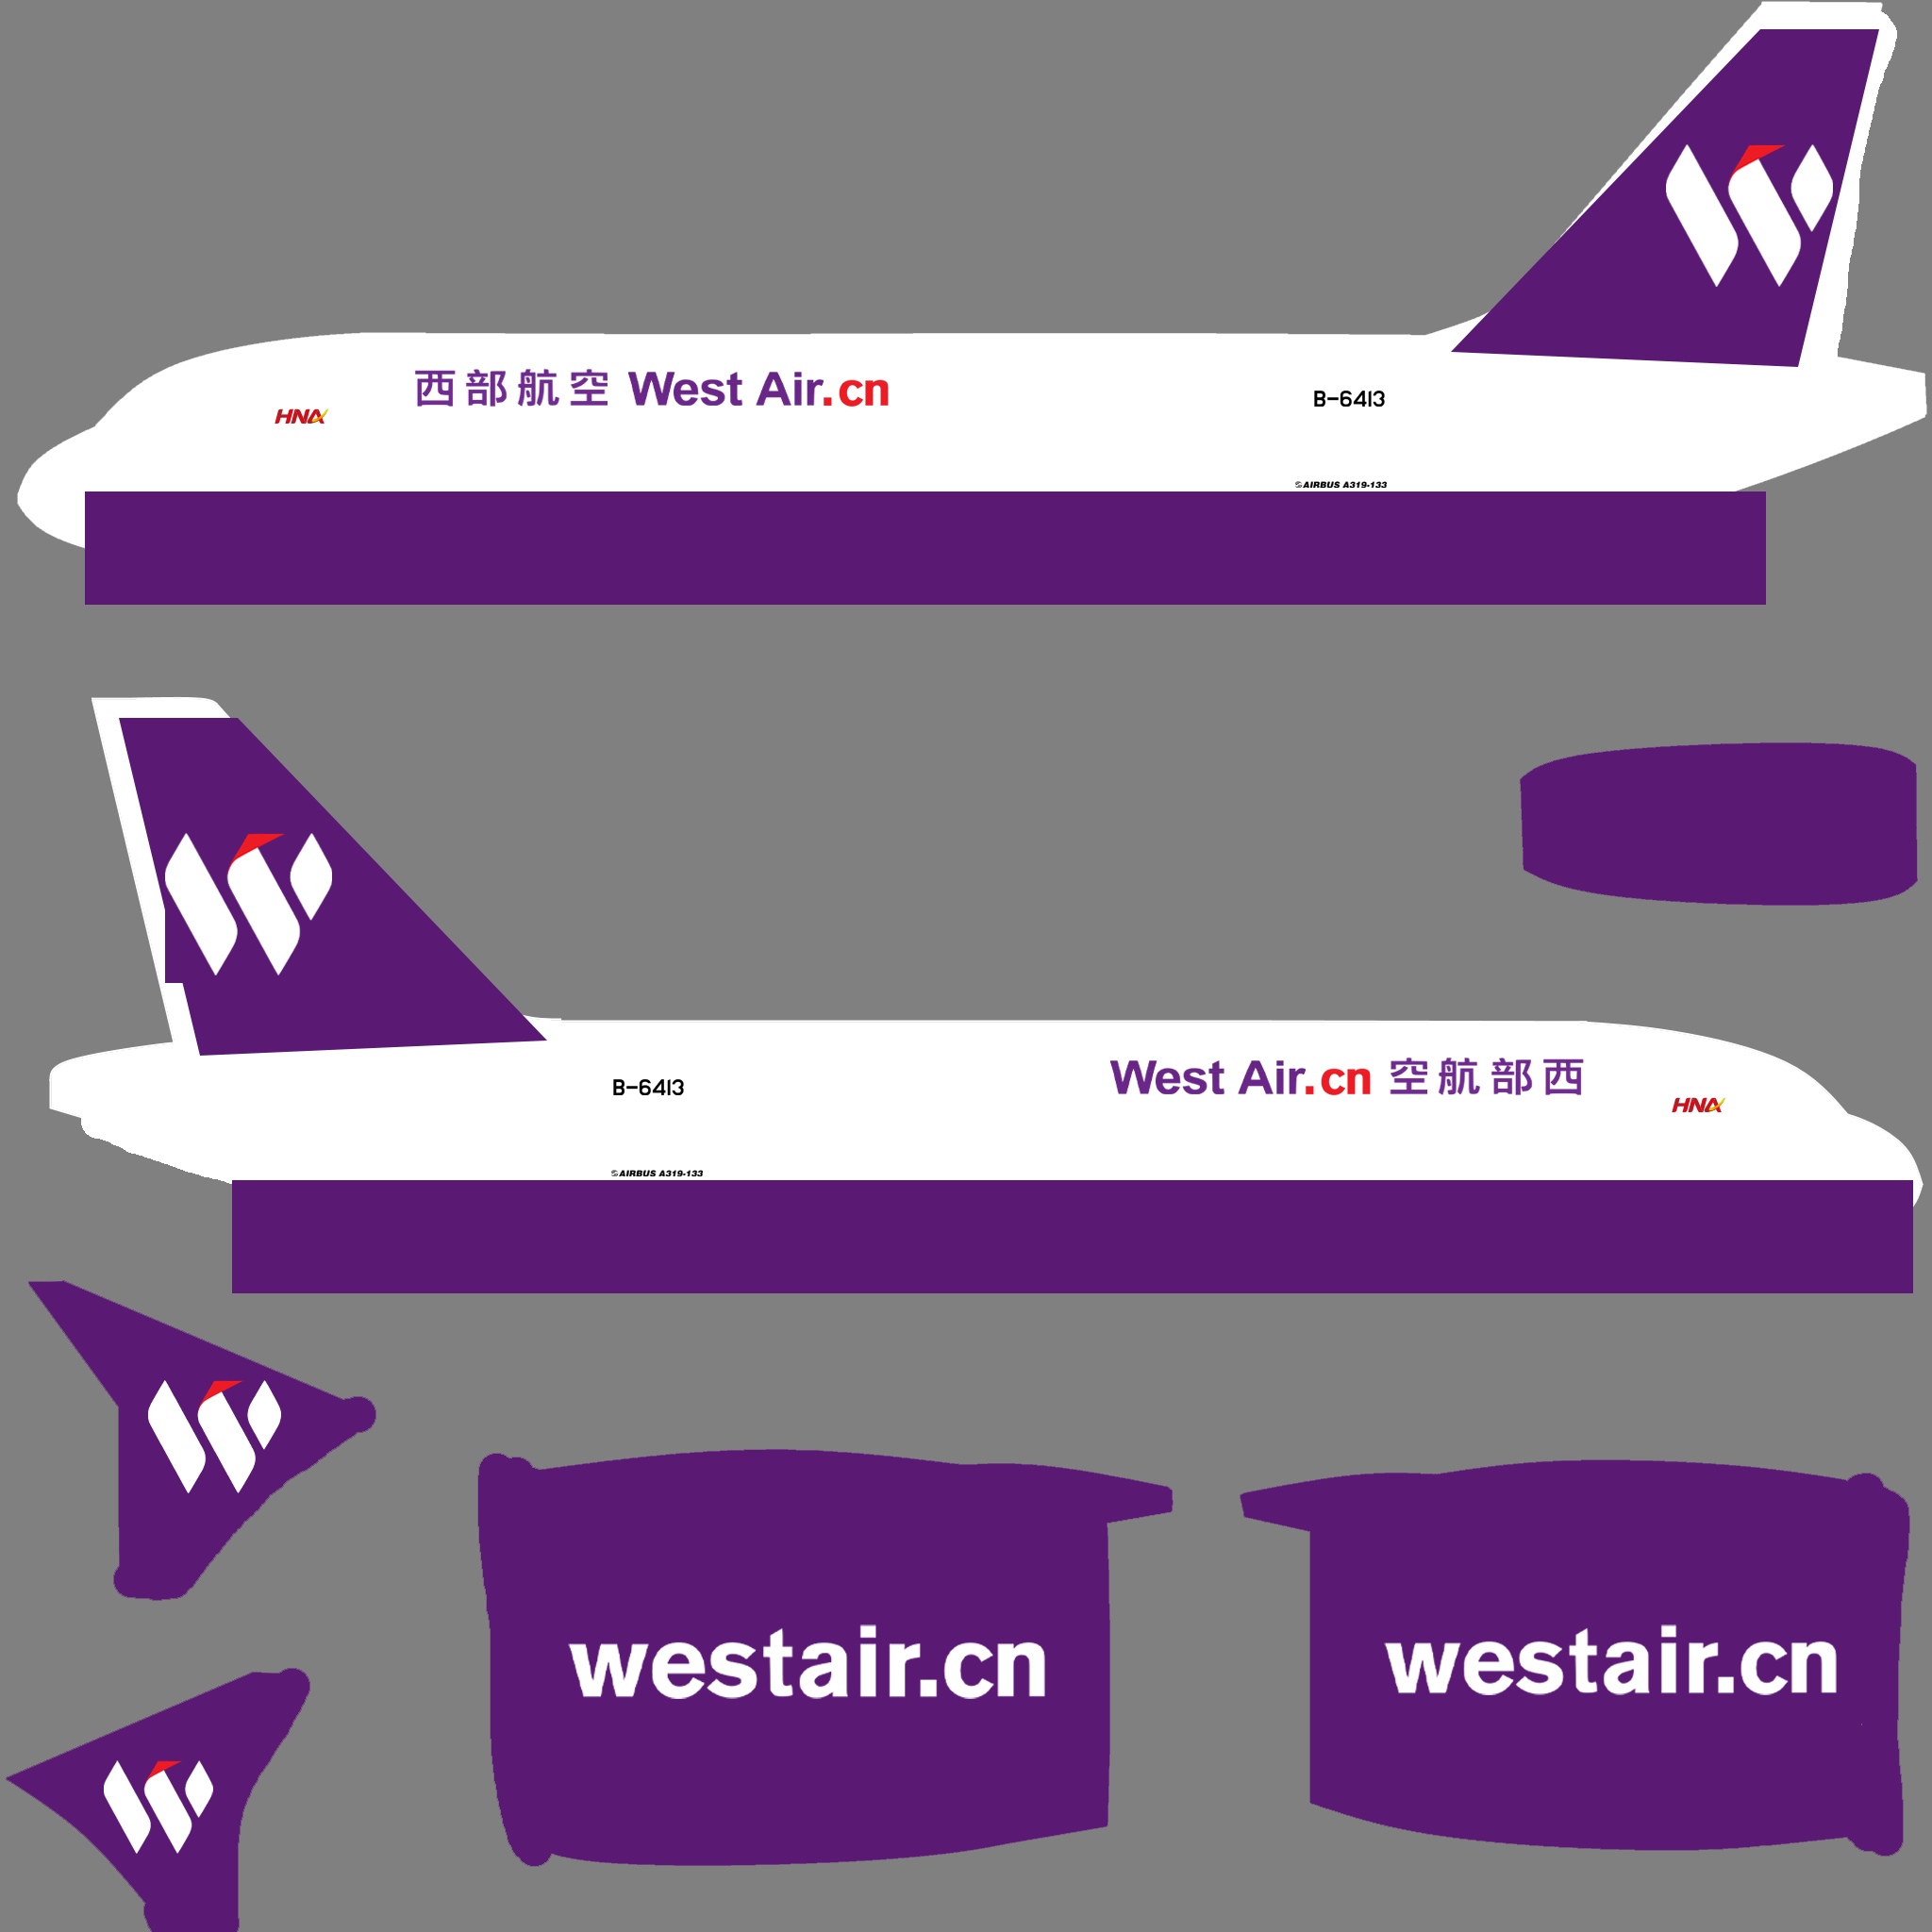 西部航空 West Air.cn
B-6413
HNA
AIRBUS A319-133
West Air.cn 空航部西
B-6413
HNA
AIRBUS A319-133
westair.cn
westair.cn